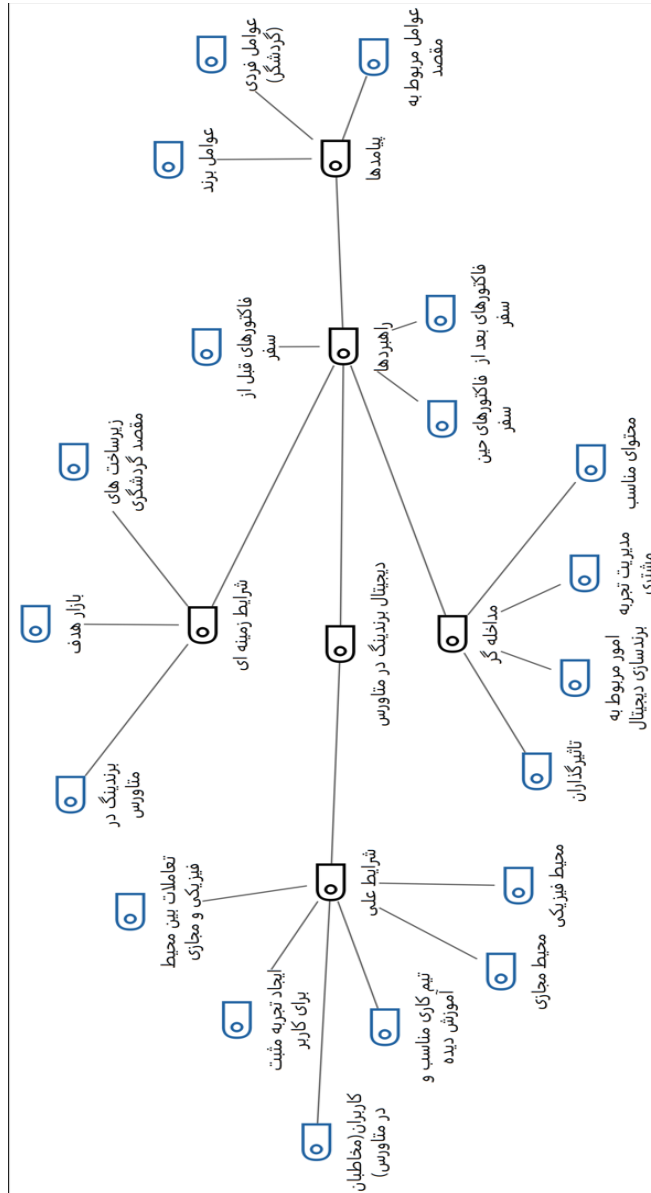 عوامل فردی
(گردشگر)
عوامل مربوط به
مقصد
عوامل برند
پیامدها
فاکتورهای قبل از
سفر
راهبردها
فاکتورهای بعد از
سفر
فاکتورهای حین
سفر
زیرساخت های
مقصد گردشگری
بازار هدف
شرایط زمینه ای
برندینگ در
متاورس
دیجیتال برندینگ در متاورس
محتوای مناسب
مدیریت تجربه
مشتری
مداخله گر
امور مربوط به
برندسازی دیجیتال
تاثیرگذاران
شرایط علی
تعاملات بین محیط
فیزیکی و مجازی
ایجاد تجربه مثبت
برای کاربر
کاربران(مخاطبان
در متاورس)
تیم کاری مناسب و
آموزش دیده
محیط مجازی
محیط فیزیکی